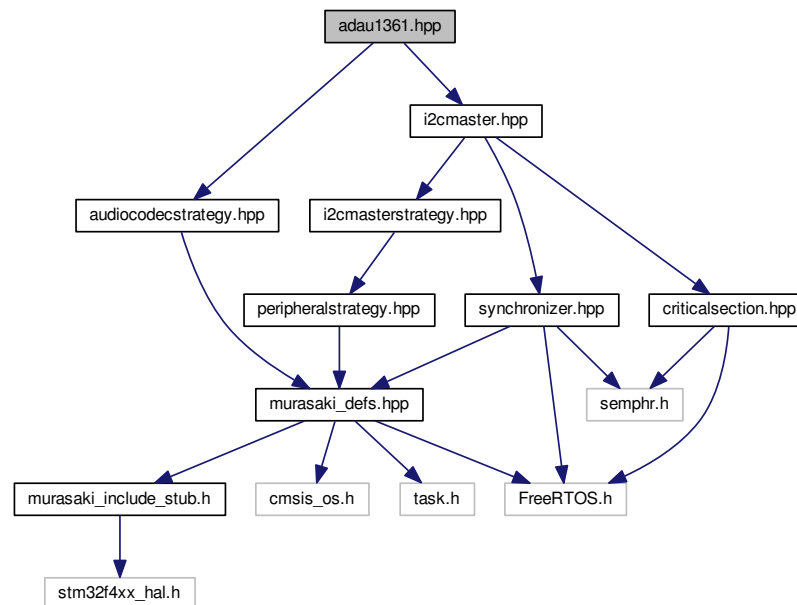 adau1361.hpp
i2cmaster.hpp
audiocodecstrategy.hpp
i2cmasterstrategy.hpp
peripheralstrategy.hpp
synchronizer.hpp
criticalsection.hpp
murasaki_defs.hpp
semphr.h
murasaki_include_stub.h
cmsis_os.h
task.h
FreeRTOS.h
stm32f4xx_hal.h